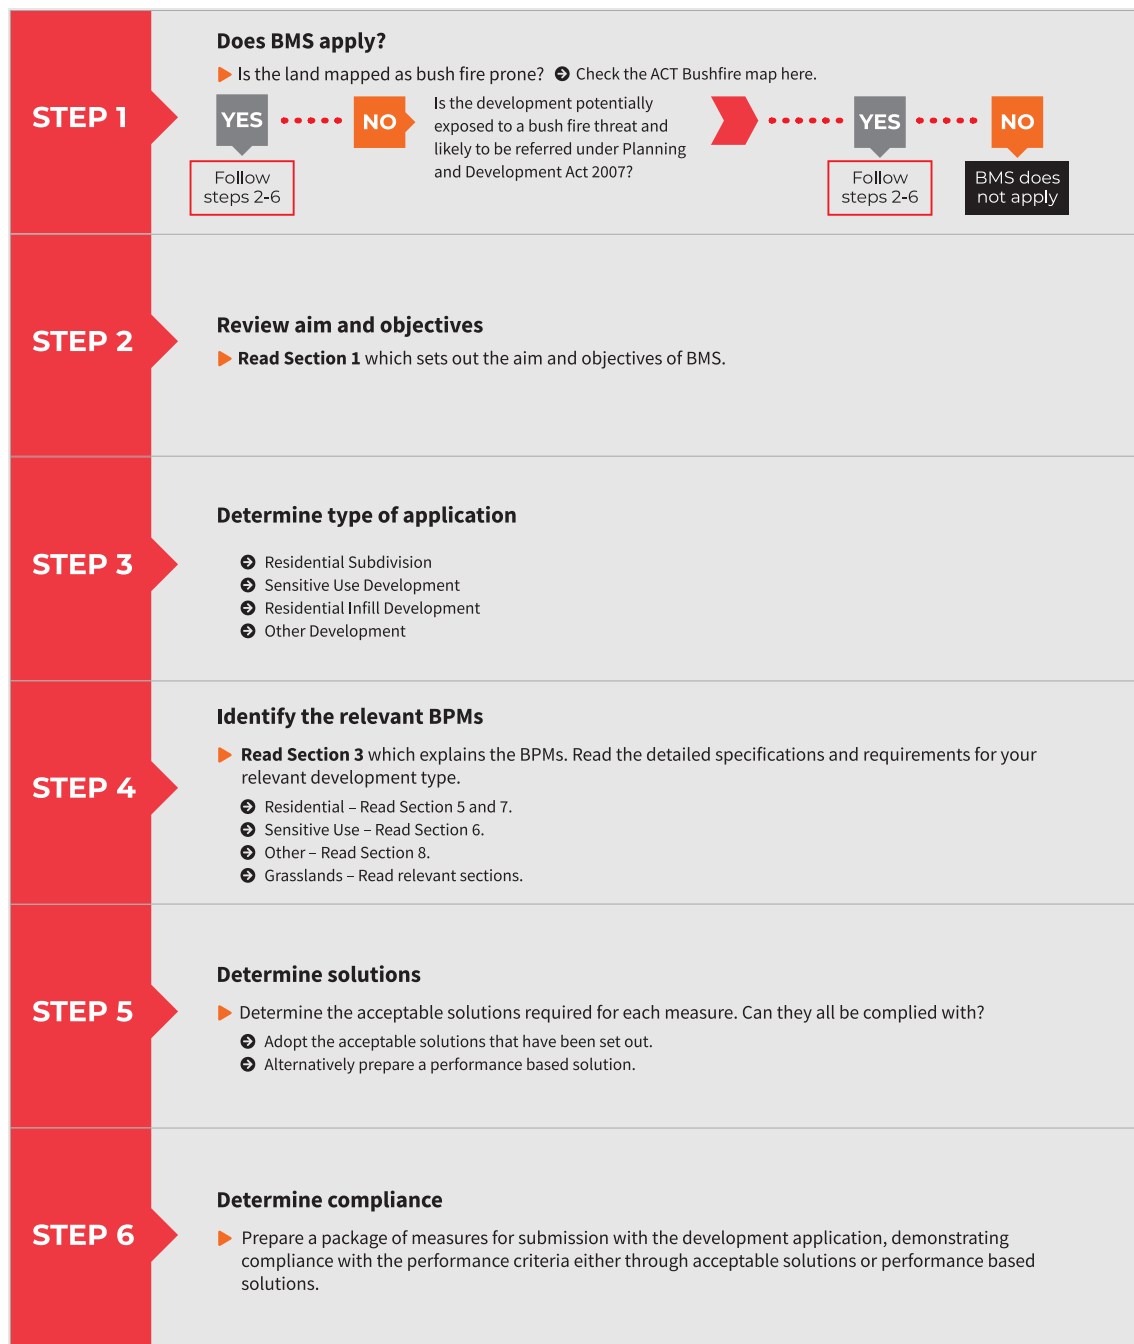 STEP 1
Does BMS apply?
Is the land mapped as bush fire prone? Check the ACT Bushfire map here.
YES
Follow
steps 2-6
NO
Is the development potentially
exposed to a bush fire threat and
likely to be referred under Planning
and Development Act 2007?
YES
Follow
steps 2-6
NO
BMS does
not apply
STEP 2
Review aim and objectives
Read Section 1 which sets out the aim and objectives of BMS.
STEP 3
Determine type of application
Residential Subdivision
Sensitive Use Development
Residential Infill Development
Other Development
STEP 4
Identify the relevant BPMs
Read Section 3 which explains the BPMs. Read the detailed specifications and requirements for your
relevant development type.
Residential – Read Section 5 and 7.
Sensitive Use – Read Section 6.
Other – Read Section 8.
Grasslands – Read relevant sections.
STEP 5
Determine solutions
Determine the acceptable solutions required for each measure. Can they all be complied with?
Adopt the acceptable solutions that have been set out.
Alternatively prepare a performance based solution.
STEP 6
Determine compliance
Prepare a package of measures for submission with the development application, demonstrating
compliance with the performance criteria either through acceptable solutions or performance based
solutions.